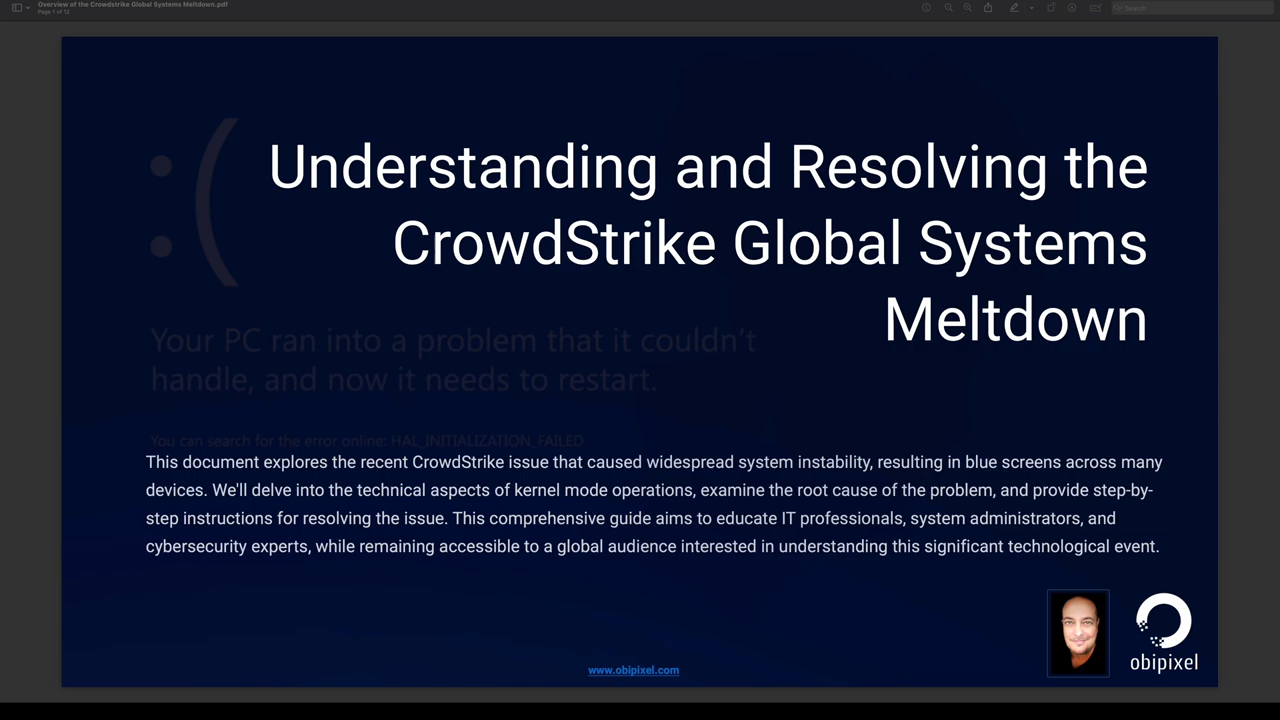 Overview of the Crowdstrike Global Systems Meltdown.pdf
Page 1 of 12
Search
:(
Understanding and Resolving the
CrowdStrike Global Systems
Meltdown
Your PC ran into a problem that it couldn't
handle, and now it needs to restart.
You can search for the error online: HAL_INITIALIZATION_FAILED
This document explores the recent CrowdStrike issue that caused widespread system instability, resulting in blue screens across many
devices. We'll delve into the technical aspects of kernel mode operations, examine the root cause of the problem, and provide step-by-
step instructions for resolving the issue. This comprehensive guide aims to educate IT professionals, system administrators, and
cybersecurity experts, while remaining accessible to a global audience interested in understanding this significant technological event.
obipixel
www.obipixel.com